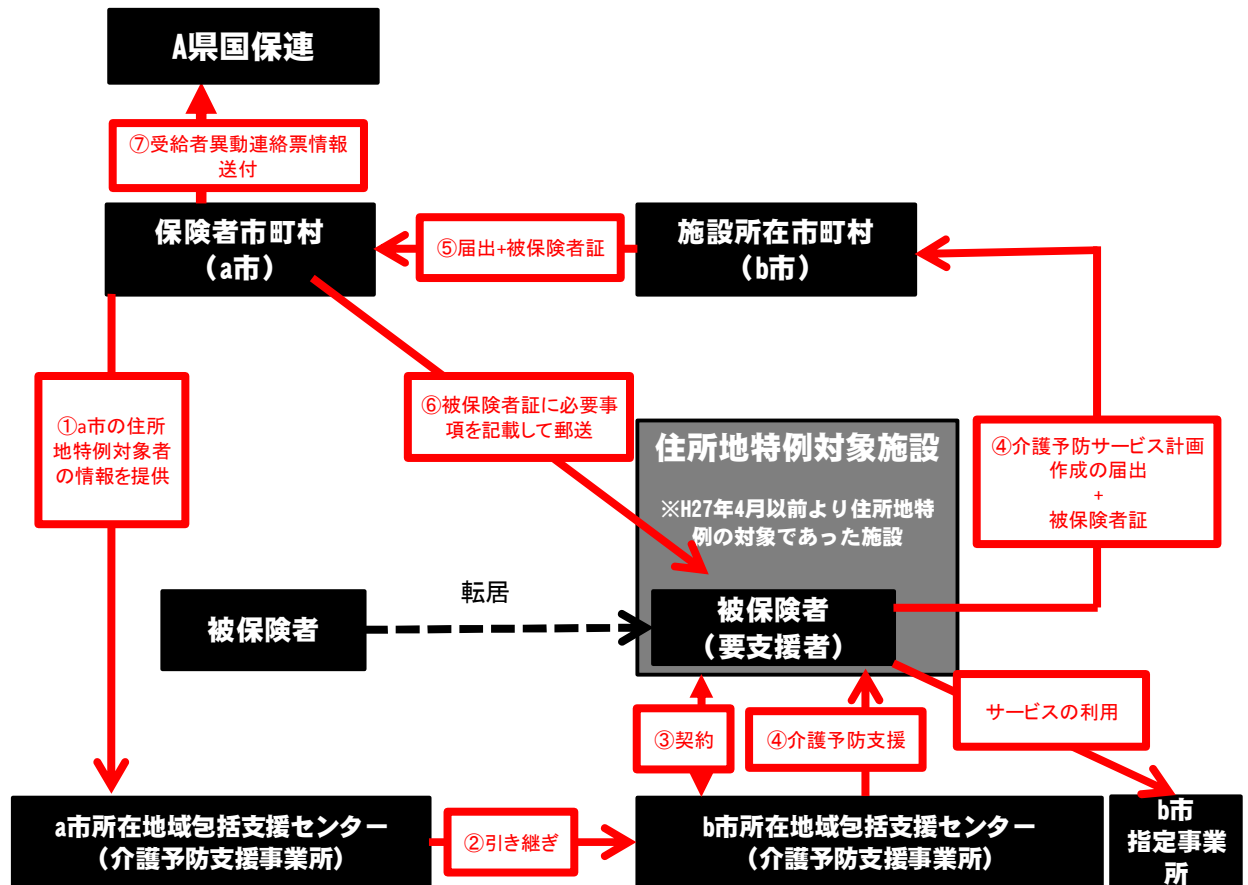 A県国保連
⑦受給者異動連絡票情報
送付
保険者市町村
(a市)
⑤届出+被保険者証
施設所在市町村
(b市)
①a市の住所
地特例対象者
の情報を提供
⑥被保険者証に必要事
項を記載して郵送
住所地特例対象施設
※H27年4月以前より住所地特
例の対象であった施設
④介護予防サービス計画
作成の届出
+
被保険者証
被保険者
転居
被保険者
(要支援者)
③契約
④介護予防支援
サービスの利用
a市所在地域包括支援センター
(介護予防支援事業所)
②引き継ぎ
b市所在地域包括支援センター
(介護予防支援事業所)
b市
指定事業
所